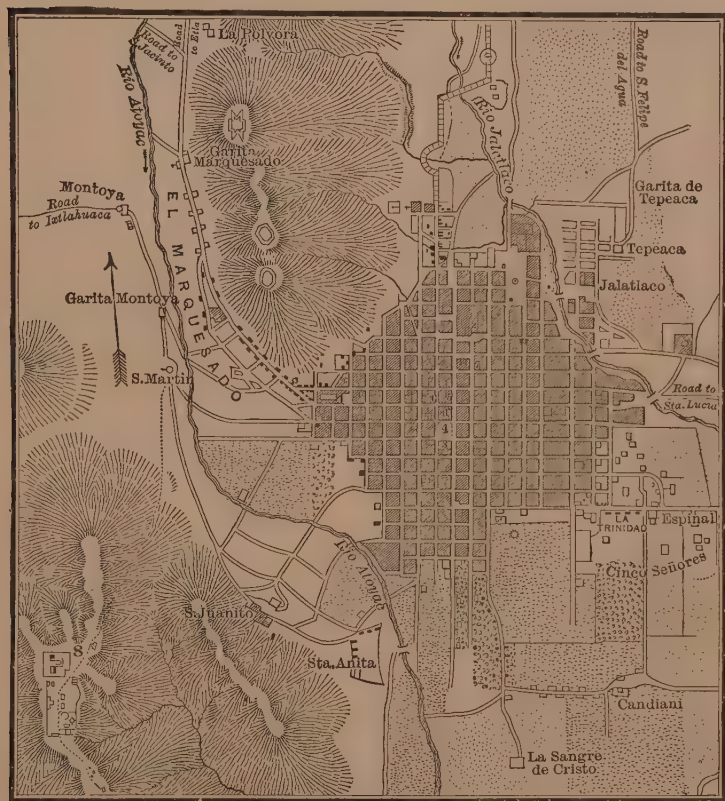 La Polvora
Road to
Jacinto
Road
to Etla
Rio Atoyac
Rio Jalatlaco
Road to S. Felipe
del Agua
Garita
Marquesado
Montoya
Road
to Ixtlahuaca
EL MARQUESADO
Garita de
Tepeaca
Tepeaca
Jalatlaco
Garita Montoya
S. Martin
Road to
Sta. Lucia
LA
TRINIDAD
Espinal
Cinco Señores
Rio Atoyac
S. Juanito
Sta. Anita
8
Candiani
La Sangre
de Cristo